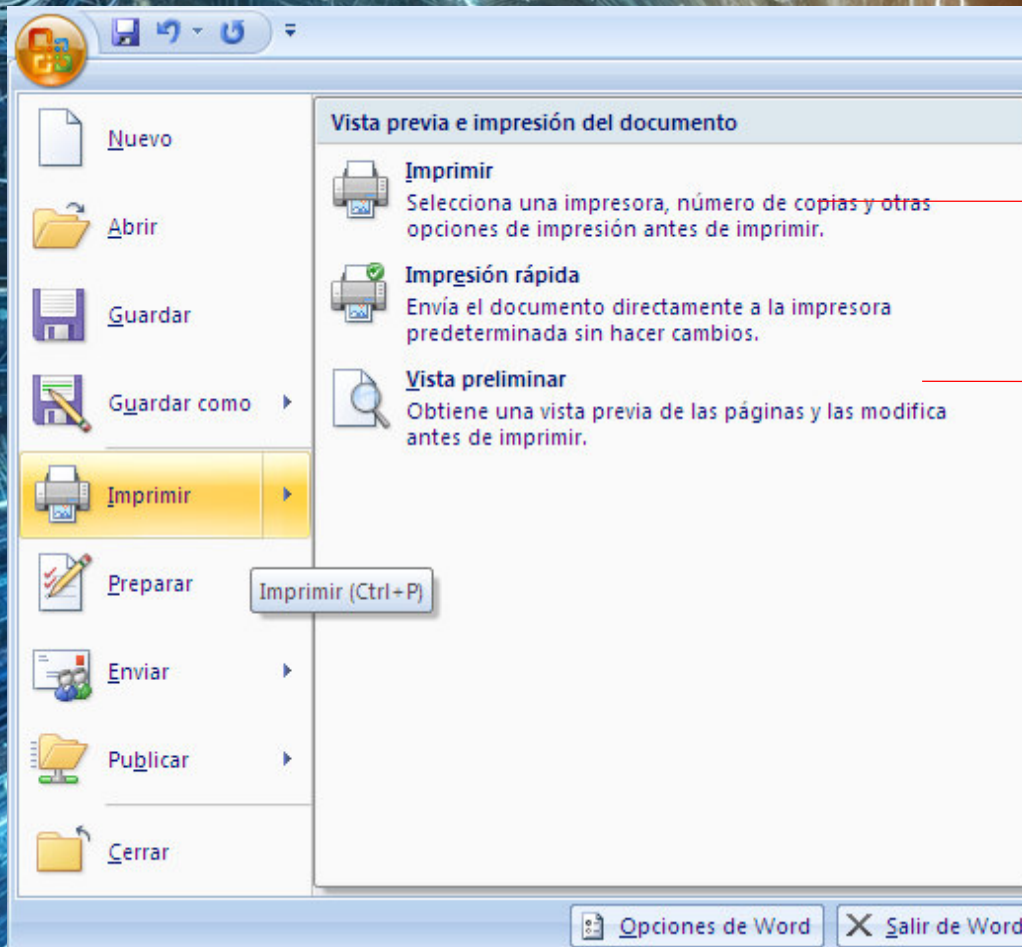 Nuevo
Abrir
Guardar
Guardar como
Imprimir
Preparar
Enviar
Publicar
Cerrar
Vista previa e impresión del documento
Imprimir
Selecciona una impresora, número de copias y otras
opciones de impresión antes de imprimir.
Impresión rápida
Envía el documento directamente a la impresora
predeterminada sin hacer cambios.
Vista preliminar
Obtiene una vista previa de las páginas y las modifica
antes de imprimir.
Imprimir (Ctrl+P)
Opciones de Word
Salir de Word